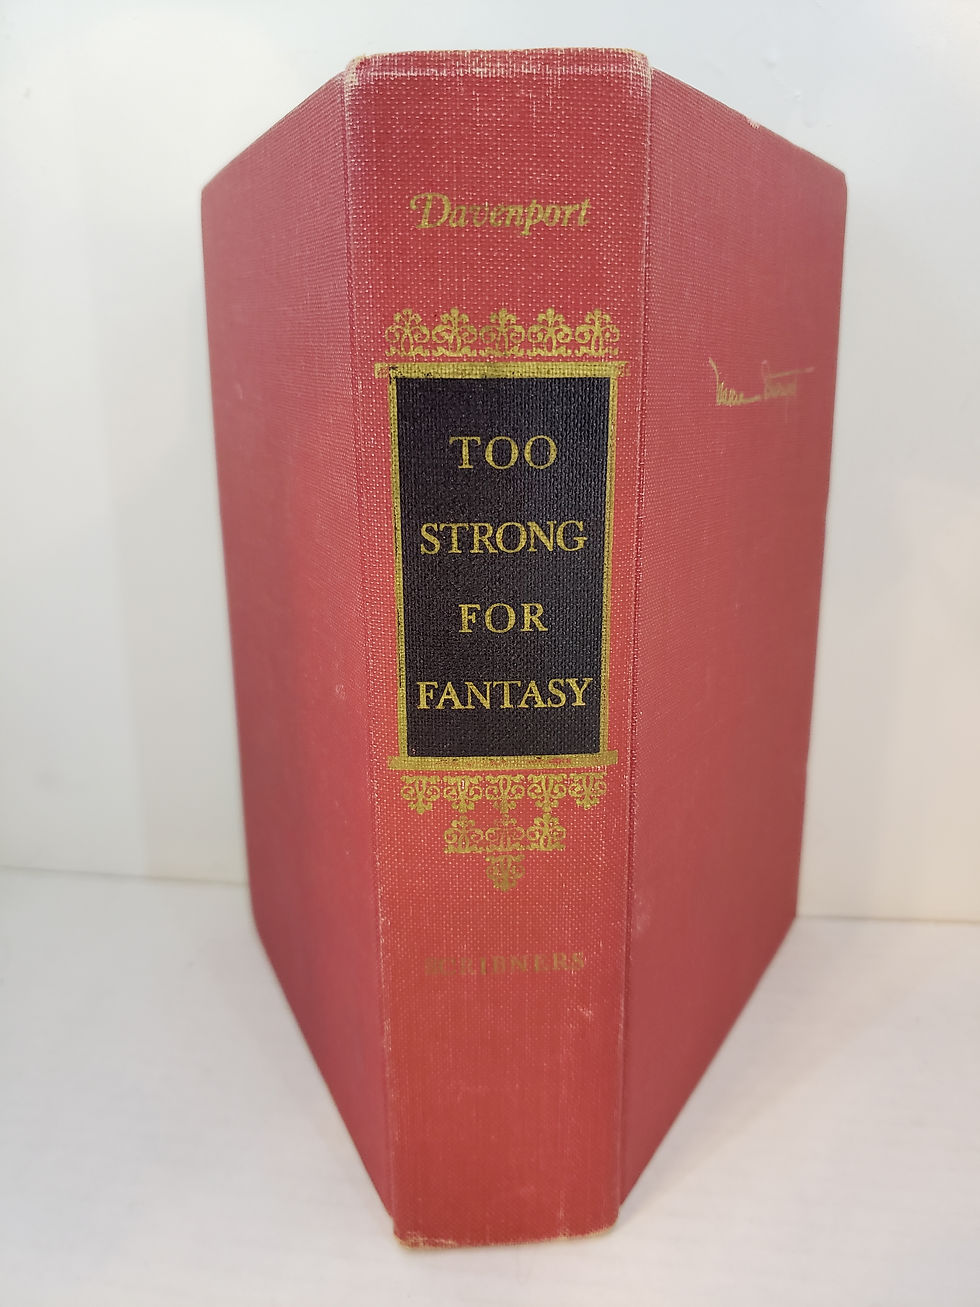 Davenport
TOO
STRONG
FOR
FANTASY
SCRIBNERS